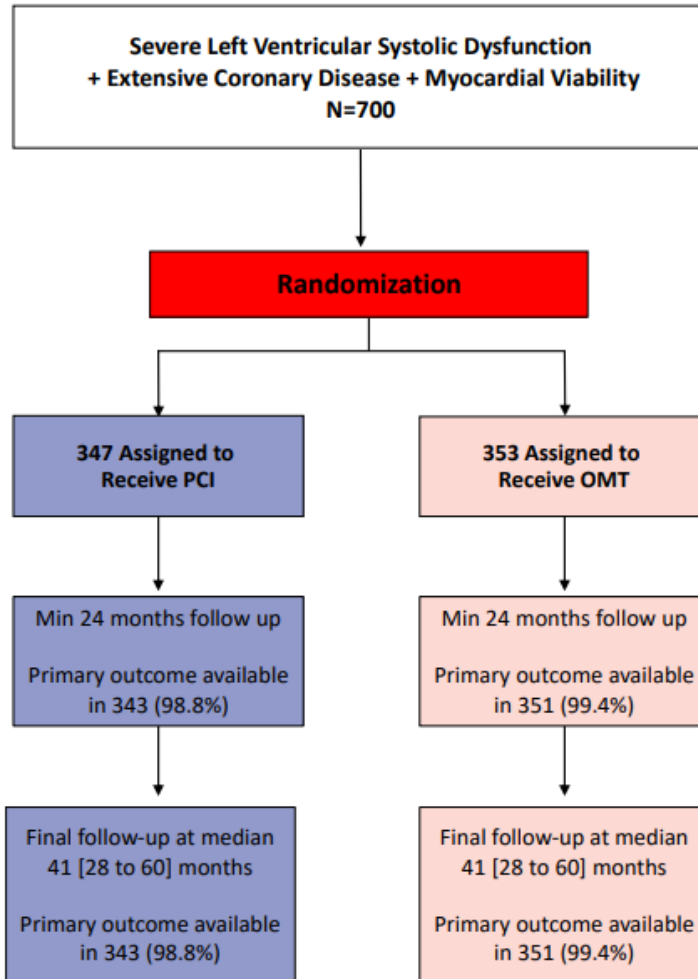 Severe Left Ventricular Systolic Dysfunction
+ Extensive Coronary Disease + Myocardial Viability
N=700
Randomization
347 Assigned to
Receive PCI
353 Assigned to
Receive OMT
Min 24 months follow up
Primary outcome available
in 343 (98.8%)
Min 24 months follow up
Primary outcome available
in 351 (99.4%)
Final follow-up at median
41 [28 to 60] months
Primary outcome available
in 343 (98.8%)
Final follow-up at median
41 [28 to 60] months
Primary outcome available
in 351 (99.4%)